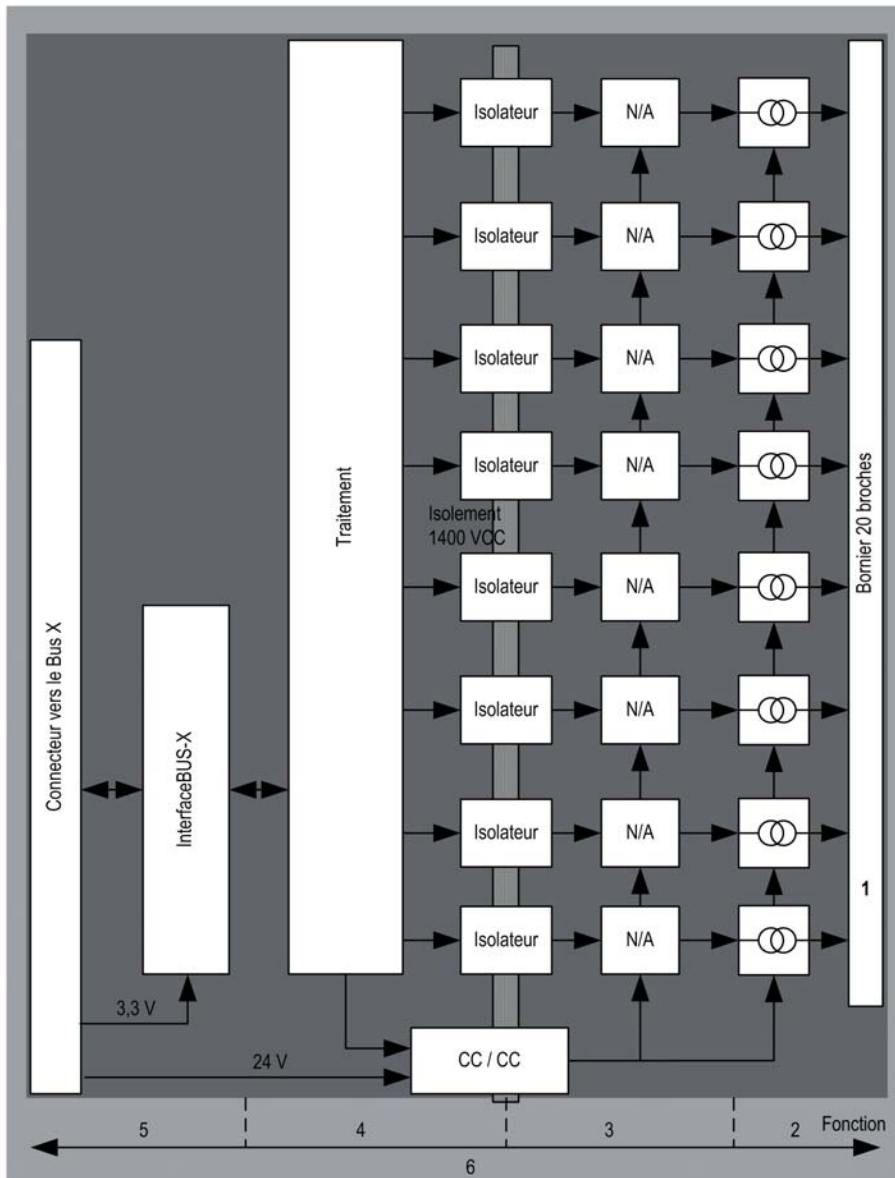 Isolateur
N/A
Isolateur
N/A
Isolateur
N/A
Isolateur
N/A
Isolement
1400 VCC
Isolateur
N/A
Isolateur
N/A
Isolateur
N/A
Isolateur
N/A
Traitement
Bornier 20 broches
1
Connecteur vers le Bus X
InterfaceBUS-X
3,3 V
24 V
CC / CC
5
4
3
2
Fonction
6